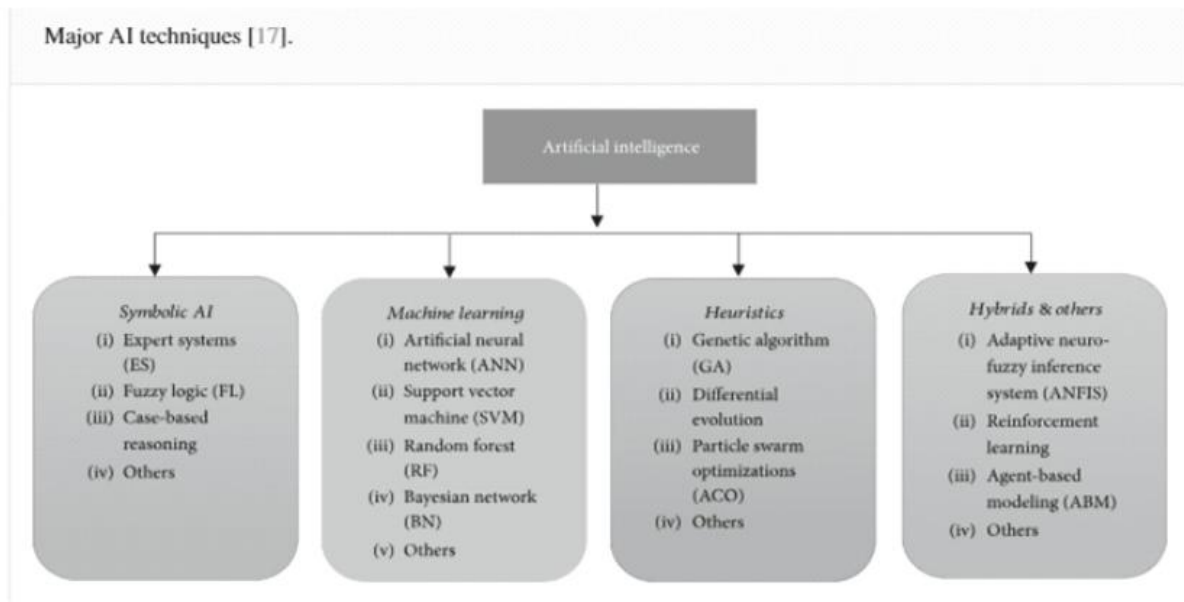 Major AI techniques [17].
Artificial intelligence
Symbolic AI
(i) Expert systems
(ES)
(ii) Fuzzy logic (FL)
(iii) Case-based
reasoning
(iv) Others
Machine learning
(i) Artificial neural
network (ANN)
(ii) Support vector
machine (SVM)
(iii) Random forest
(RF)
(iv) Bayesian network
(BN)
(v) Others
Heuristics
(i) Genetic algorithm
(GA)
(ii) Differential
evolution
(iii) Particle swarm
optimizations
(ACO)
(iv) Others
Hybrids & others
(i) Adaptive neuro-
fuzzy inference
system (ANFIS)
(ii) Reinforcement
learning
(iii) Agent-based
modeling (ABM)
(iv) Others